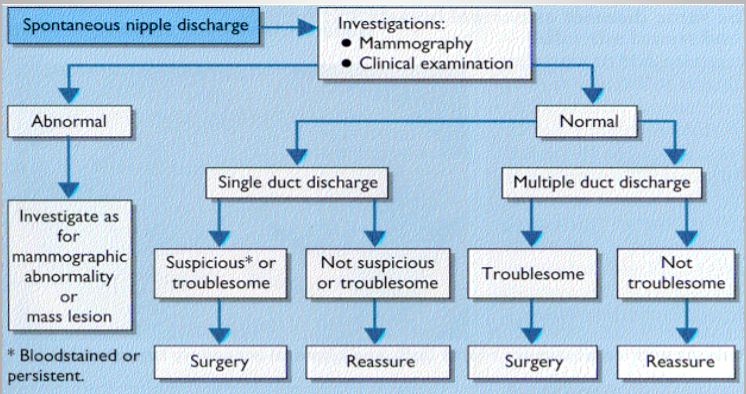 Spontaneous nipple discharge
Investigations:
● Mammography
● Clinical examination
Abnormal
Normal
Single duct discharge
Multiple duct discharge
Investigate as
for
mammographic
abnormality
or
mass lesion
Suspicious* or
troublesome
Not suspicious
or troublesome
Troublesome
Not
troublesome
Surgery
Reassure
Surgery
Reassure
* Bloodstained or
persistent.